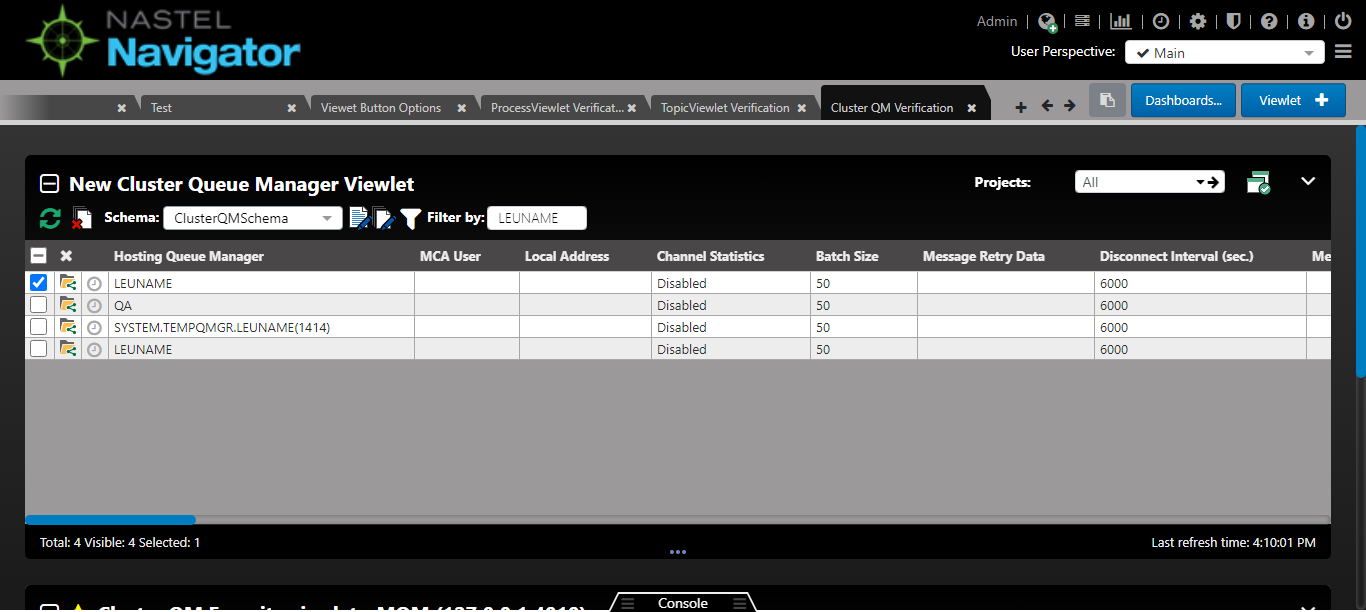 NASTEL
Navigator
Admin
User Perspective: Main
Test Viewet Button Options ProcessViewlet Verificat... TopicViewlet Verification Cluster QM Verification Dashboards... Viewlet
New Cluster Queue Manager Viewlet Projects: All
Schema: ClusterQMSchema Filter by: LEUNAME
Hosting Queue Manager MCA User Local Address Channel Statistics Batch Size Message Retry Data Disconnect Interval (sec.) Me
LEUNAME Disabled 50 6000
QA Disabled 50 6000
SYSTEM.TEMPQMGR.LEUNAME(1414) Disabled 50 6000
LEUNAME Disabled 50 6000
Total: 4 Visible: 4 Selected: 1 Last refresh time: 4:10:01 PM
Console